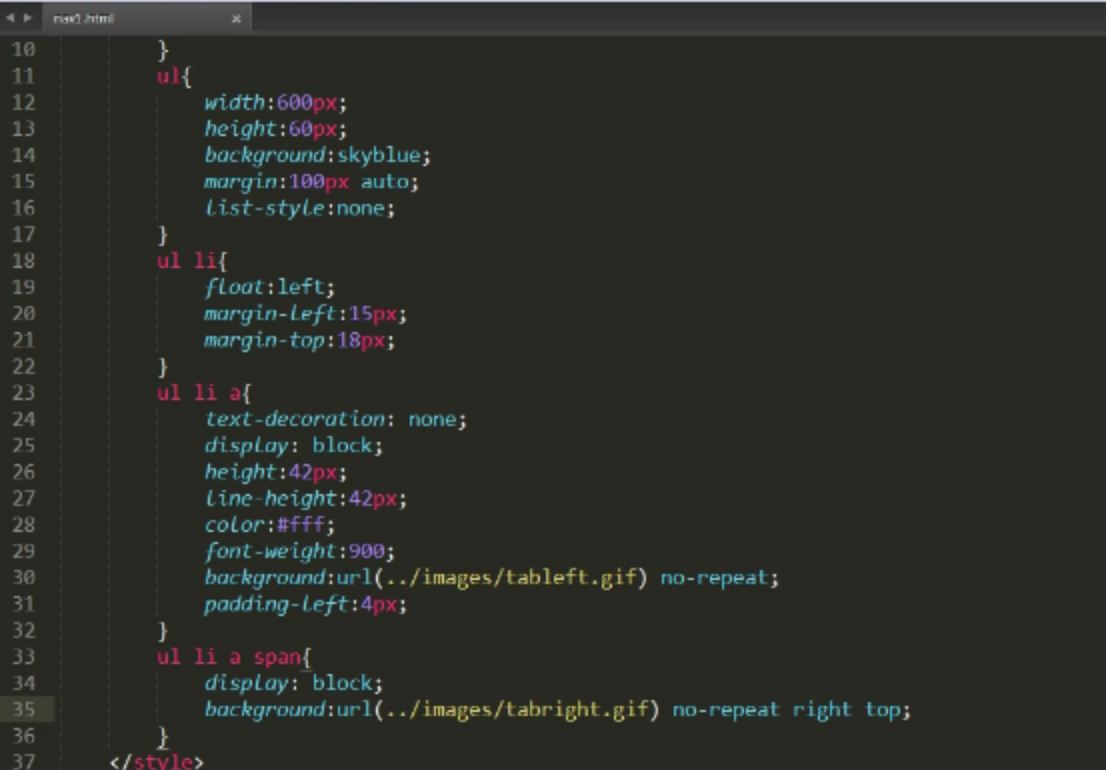 nav1.html
10 }
11 ul{
12 width:600px;
13 height:60px;
14 background:skyblue;
15 margin:100px auto;
16 list-style:none;
17 }
18 ul li{
19 float:left;
20 margin-left:15px;
21 margin-top:18px;
22 }
23 ul li a{
24 text-decoration: none;
25 display: block;
26 height:42px;
27 line-height:42px;
28 color:#fff;
29 font-weight:900;
30 background:url(../images/tableft.gif) no-repeat;
31 padding-left:4px;
32 }
33 ul li a span{
34 display: block;
35 background:url(../images/tabright.gif) no-repeat right top;
36 }
37 </style>